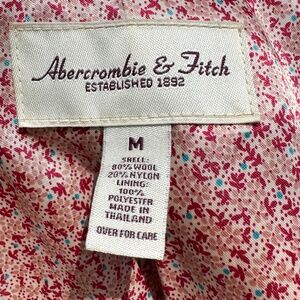 Abercrombie & Fitch
ESTABLISHED 1892
M
SHELL:
80% WOOL
20% NYLON
LINING:
100%
POLYESTER
MADE IN
THAILAND
OVER FOR CARE